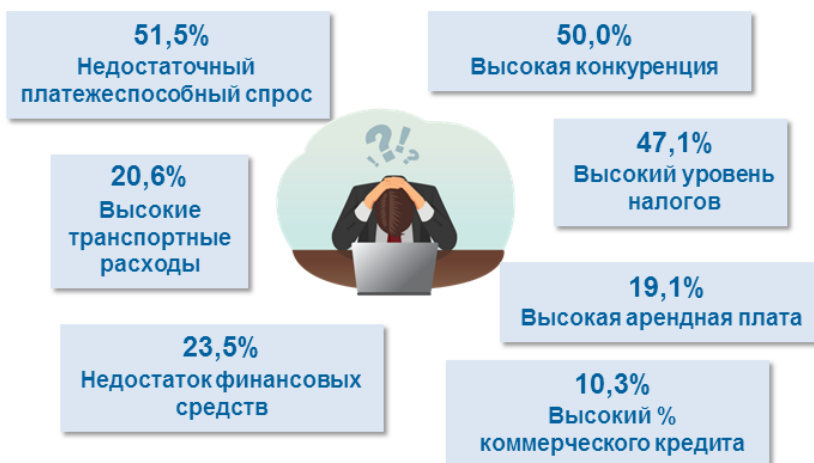 51,5%
Недостаточный
платежеспособный спрос
50,0%
Высокая конкуренция
?!
!?
20,6%
Высокие
транспортные
расходы
47,1%
Высокий уровень
налогов
19,1%
Высокая арендная плата
23,5%
Недостаток финансовых
средств
10,3%
Высокий %
коммерческого кредита